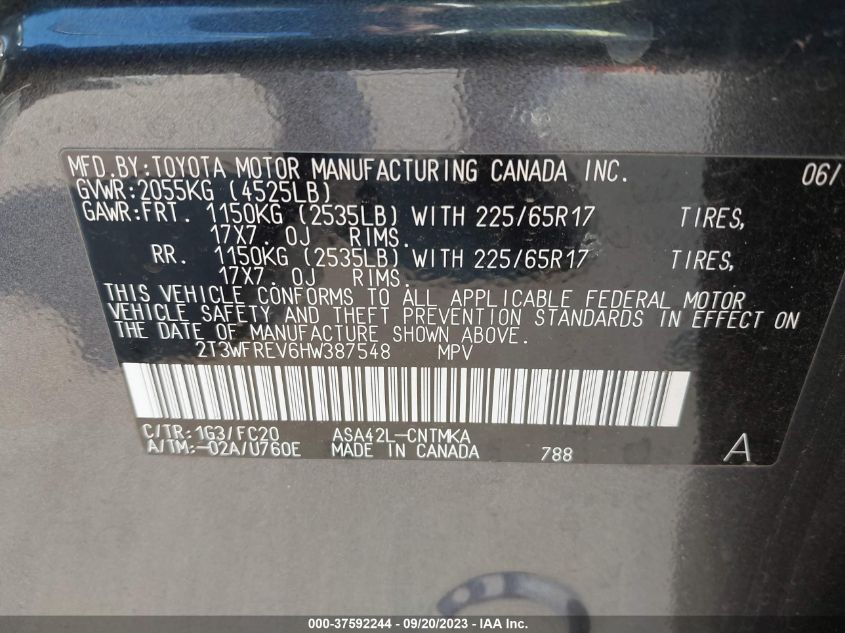 MFD.BY:TOYOTA MOTOR MANUFACTURING CANADA INC. 06/
GVWR:2055KG (4525LB)
GAWR:FRT. 1150KG (2535LB) WITH 225/65R17 TIRES,
17X7.0J RIMS.
RR. 1150KG (2535LB) WITH 225/65R17 TIRES,
17X7.0J RIMS.
THIS VEHICLE CONFORMS TO ALL APPLICABLE FEDERAL MOTOR
VEHICLE SAFETY AND THEFT PREVENTION STANDARDS IN EFFECT ON
THE DATE OF MANUFACTURE SHOWN ABOVE.
2T3WFREV6HW387548 MPV
C/TR:1G3/FC20 ASA42L-CNTMKA
A/TM:-02A/U760E MADE IN CANADA 788 A
000-37592244 - 09/20/2023 - IAA Inc.